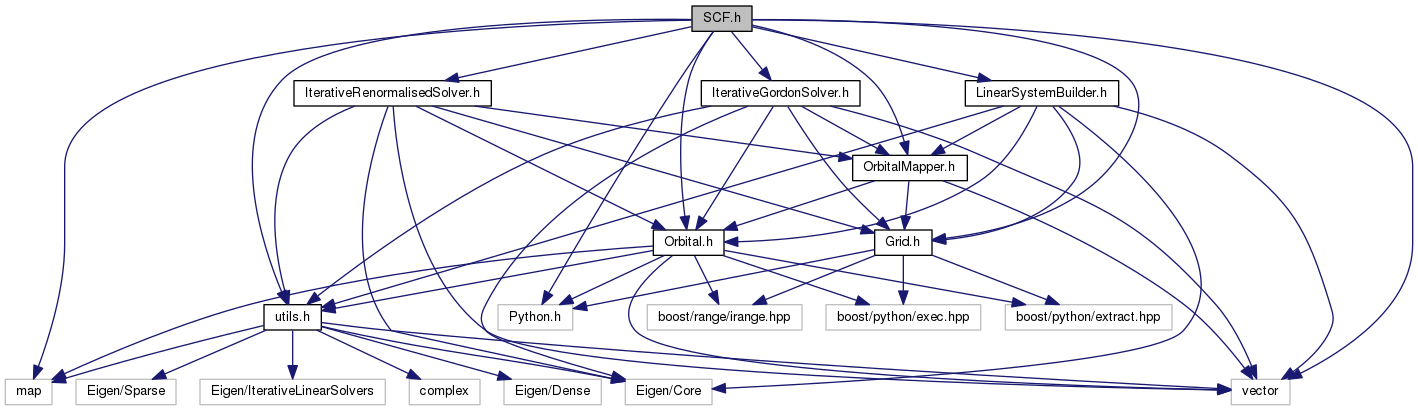 SCF.h
IterativeRenormalisedSolver.h
IterativeGordonSolver.h
LinearSystemBuilder.h
OrbitalMapper.h
Orbital.h
Grid.h
utils.h
Python.h
boost/range/irange.hpp
boost/python/exec.hpp
boost/python/extract.hpp
map
Eigen/Sparse
Eigen/IterativeLinearSolvers
complex
Eigen/Dense
Eigen/Core
vector